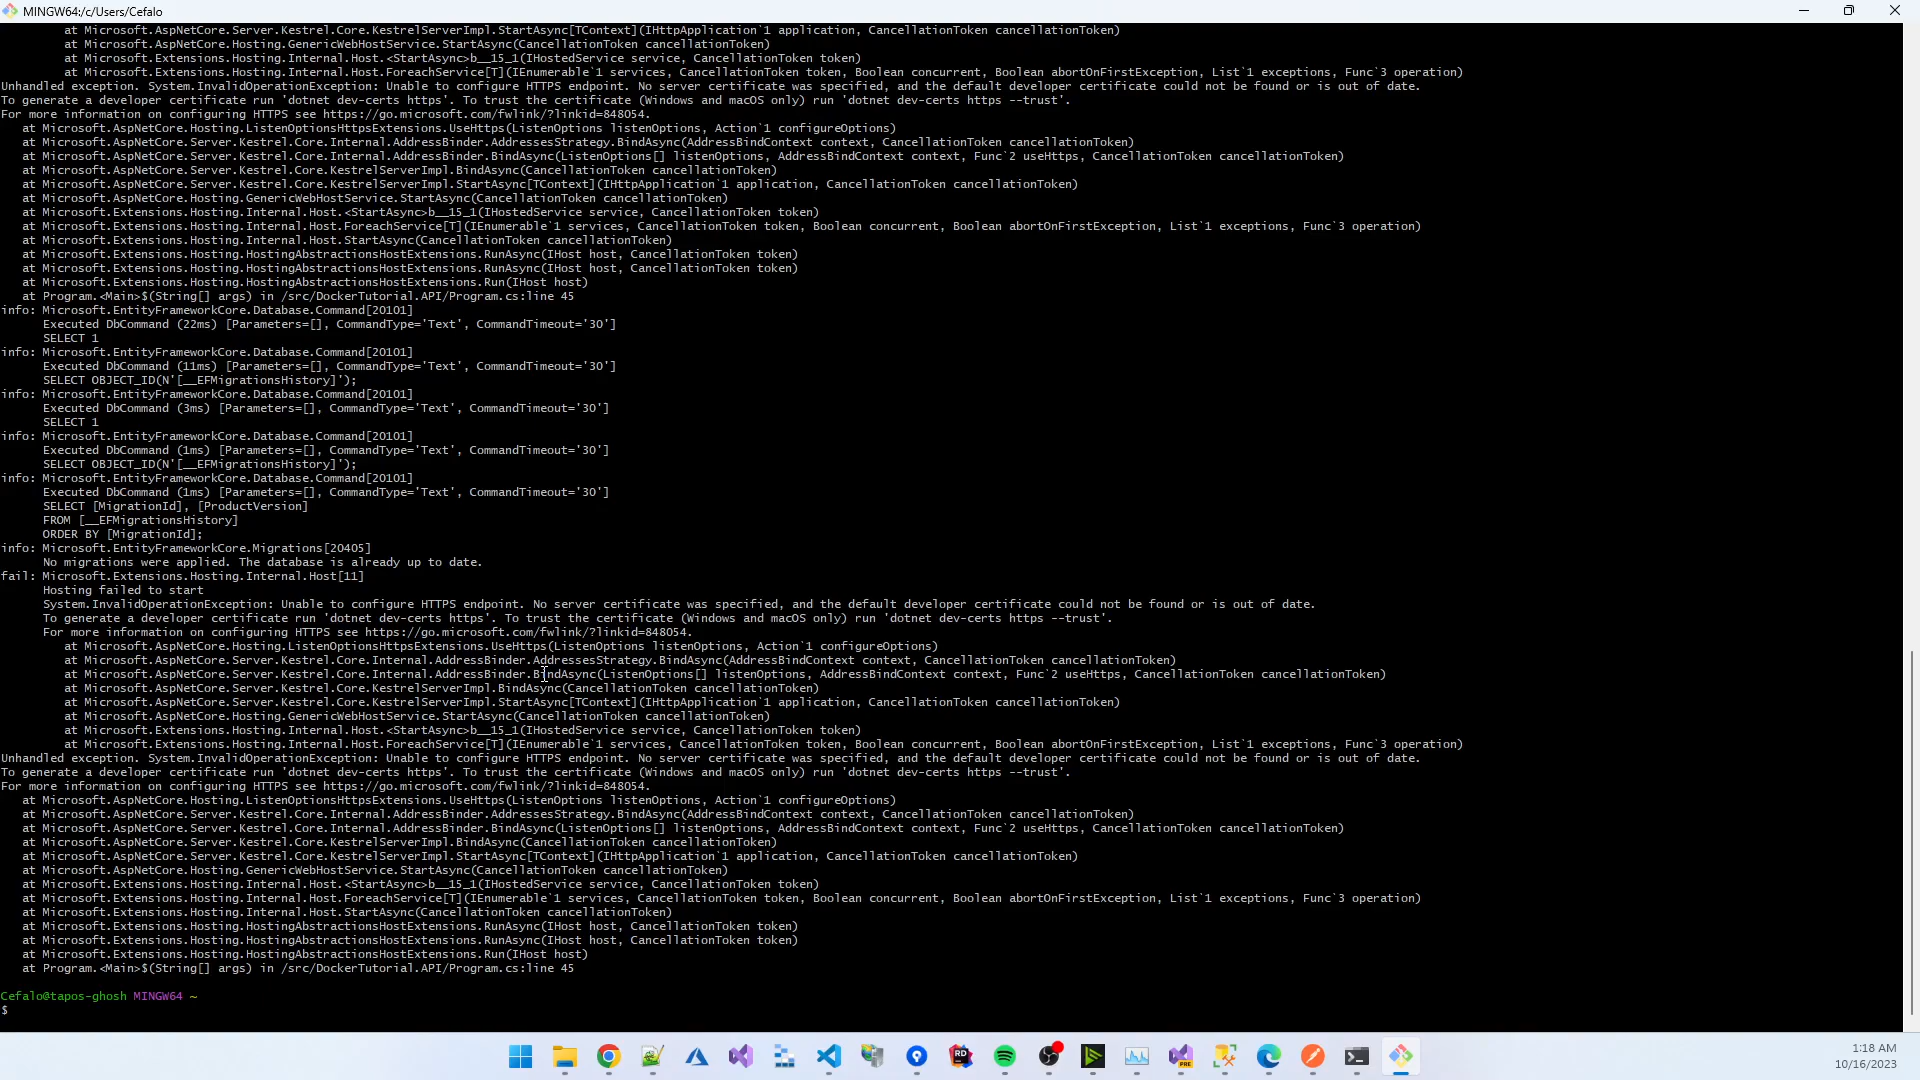 MINGW64:/c/Users/Cefalo
at Microsoft.AspNetCore.Server.Kestrel.Core.KestrelServerImpl.StartAsync[TContext](IHttpApplication`1 application, CancellationToken cancellationToken)
at Microsoft.AspNetCore.Hosting.GenericWebHostService.StartAsync(CancellationToken cancellationToken)
at Microsoft.Extensions.Hosting.Internal.Host.<StartAsync>b__15_1(IHostedService service, CancellationToken token)
at Microsoft.Extensions.Hosting.Internal.Host.ForeachService[T](IEnumerable`1 services, CancellationToken token, Boolean concurrent, Boolean abortOnFirstException, List`1 exceptions, Func`3 operation)
Unhandled exception. System.InvalidOperationException: Unable to configure HTTPS endpoint. No server certificate was specified, and the default developer certificate could not be found or is out of date.
To generate a developer certificate run 'dotnet dev-certs https'. To trust the certificate (Windows and macOS only) run 'dotnet dev-certs https --trust'.
For more information on configuring HTTPS see https://go.microsoft.com/fwlink/?linkid=848054.
at Microsoft.AspNetCore.Hosting.ListenOptionsHttpsExtensions.UseHttps(ListenOptions listenOptions, Action`1 configureOptions)
at Microsoft.AspNetCore.Server.Kestrel.Core.Internal.AddressBinder.AddressesStrategy.BindAsync(AddressBindContext context, CancellationToken cancellationToken)
at Microsoft.AspNetCore.Server.Kestrel.Core.Internal.AddressBinder.BindAsync(ListenOptions[] listenOptions, AddressBindContext context, Func`2 useHttps, CancellationToken cancellationToken)
at Microsoft.AspNetCore.Server.Kestrel.Core.KestrelServerImpl.BindAsync(CancellationToken cancellationToken)
at Microsoft.AspNetCore.Server.Kestrel.Core.KestrelServerImpl.StartAsync[TContext](IHttpApplication`1 application, CancellationToken cancellationToken)
at Microsoft.AspNetCore.Hosting.GenericWebHostService.StartAsync(CancellationToken cancellationToken)
at Microsoft.Extensions.Hosting.Internal.Host.<StartAsync>b__15_1(IHostedService service, CancellationToken token)
at Microsoft.Extensions.Hosting.Internal.Host.ForeachService[T](IEnumerable`1 services, CancellationToken token, Boolean concurrent, Boolean abortOnFirstException, List`1 exceptions, Func`3 operation)
at Microsoft.Extensions.Hosting.Internal.Host.StartAsync(CancellationToken cancellationToken)
at Microsoft.Extensions.Hosting.HostingAbstractionsHostExtensions.RunAsync(IHost host, CancellationToken token)
at Microsoft.Extensions.Hosting.HostingAbstractionsHostExtensions.RunAsync(IHost host, CancellationToken token)
at Microsoft.Extensions.Hosting.HostingAbstractionsHostExtensions.Run(IHost host)
at Program.<Main>$(String[] args) in /src/DockerTutorial.API/Program.cs:line 45
info: Microsoft.EntityFrameworkCore.Database.Command[20101]
Executed DbCommand (22ms) [Parameters=[], CommandType='Text', CommandTimeout='30']
SELECT 1
info: Microsoft.EntityFrameworkCore.Database.Command[20101]
Executed DbCommand (11ms) [Parameters=[], CommandType='Text', CommandTimeout='30']
SELECT OBJECT_ID(N'[__EFMigrationsHistory]');
info: Microsoft.EntityFrameworkCore.Database.Command[20101]
Executed DbCommand (3ms) [Parameters=[], CommandType='Text', CommandTimeout='30']
SELECT 1
info: Microsoft.EntityFrameworkCore.Database.Command[20101]
Executed DbCommand (1ms) [Parameters=[], CommandType='Text', CommandTimeout='30']
SELECT OBJECT_ID(N'[__EFMigrationsHistory]');
info: Microsoft.EntityFrameworkCore.Database.Command[20101]
Executed DbCommand (1ms) [Parameters=[], CommandType='Text', CommandTimeout='30']
SELECT [MigrationId], [ProductVersion]
FROM [__EFMigrationsHistory]
ORDER BY [MigrationId];
info: Microsoft.EntityFrameworkCore.Migrations[20405]
No migrations were applied. The database is already up to date.
fail: Microsoft.Extensions.Hosting.Internal.Host[11]
Hosting failed to start
System.InvalidOperationException: Unable to configure HTTPS endpoint. No server certificate was specified, and the default developer certificate could not be found or is out of date.
To generate a developer certificate run 'dotnet dev-certs https'. To trust the certificate (Windows and macOS only) run 'dotnet dev-certs https --trust'.
For more information on configuring HTTPS see https://go.microsoft.com/fwlink/?linkid=848054.
at Microsoft.AspNetCore.Hosting.ListenOptionsHttpsExtensions.UseHttps(ListenOptions listenOptions, Action`1 configureOptions)
at Microsoft.AspNetCore.Server.Kestrel.Core.Internal.AddressBinder.AddressesStrategy.BindAsync(AddressBindContext context, CancellationToken cancellationToken)
at Microsoft.AspNetCore.Server.Kestrel.Core.Internal.AddressBinder.BindAsync(ListenOptions[] listenOptions, AddressBindContext context, Func`2 useHttps, CancellationToken cancellationToken)
at Microsoft.AspNetCore.Server.Kestrel.Core.KestrelServerImpl.BindAsync(CancellationToken cancellationToken)
at Microsoft.AspNetCore.Server.Kestrel.Core.KestrelServerImpl.StartAsync[TContext](IHttpApplication`1 application, CancellationToken cancellationToken)
at Microsoft.AspNetCore.Hosting.GenericWebHostService.StartAsync(CancellationToken cancellationToken)
at Microsoft.Extensions.Hosting.Internal.Host.<StartAsync>b__15_1(IHostedService service, CancellationToken token)
at Microsoft.Extensions.Hosting.Internal.Host.ForeachService[T](IEnumerable`1 services, CancellationToken token, Boolean concurrent, Boolean abortOnFirstException, List`1 exceptions, Func`3 operation)
Unhandled exception. System.InvalidOperationException: Unable to configure HTTPS endpoint. No server certificate was specified, and the default developer certificate could not be found or is out of date.
To generate a developer certificate run 'dotnet dev-certs https'. To trust the certificate (Windows and macOS only) run 'dotnet dev-certs https --trust'.
For more information on configuring HTTPS see https://go.microsoft.com/fwlink/?linkid=848054.
at Microsoft.AspNetCore.Hosting.ListenOptionsHttpsExtensions.UseHttps(ListenOptions listenOptions, Action`1 configureOptions)
at Microsoft.AspNetCore.Server.Kestrel.Core.Internal.AddressBinder.AddressesStrategy.BindAsync(AddressBindContext context, CancellationToken cancellationToken)
at Microsoft.AspNetCore.Server.Kestrel.Core.Internal.AddressBinder.BindAsync(ListenOptions[] listenOptions, AddressBindContext context, Func`2 useHttps, CancellationToken cancellationToken)
at Microsoft.AspNetCore.Server.Kestrel.Core.KestrelServerImpl.BindAsync(CancellationToken cancellationToken)
at Microsoft.AspNetCore.Server.Kestrel.Core.KestrelServerImpl.StartAsync[TContext](IHttpApplication`1 application, CancellationToken cancellationToken)
at Microsoft.AspNetCore.Hosting.GenericWebHostService.StartAsync(CancellationToken cancellationToken)
at Microsoft.Extensions.Hosting.Internal.Host.<StartAsync>b__15_1(IHostedService service, CancellationToken token)
at Microsoft.Extensions.Hosting.Internal.Host.ForeachService[T](IEnumerable`1 services, CancellationToken token, Boolean concurrent, Boolean abortOnFirstException, List`1 exceptions, Func`3 operation)
at Microsoft.Extensions.Hosting.Internal.Host.StartAsync(CancellationToken cancellationToken)
at Microsoft.Extensions.Hosting.HostingAbstractionsHostExtensions.RunAsync(IHost host, CancellationToken token)
at Microsoft.Extensions.Hosting.HostingAbstractionsHostExtensions.RunAsync(IHost host, CancellationToken token)
at Microsoft.Extensions.Hosting.HostingAbstractionsHostExtensions.Run(IHost host)
at Program.<Main>$(String[] args) in /src/DockerTutorial.API/Program.cs:line 45
Cefalo@tapos-ghosh MINGW64 ~
$
RD
PRE
1:18 AM
10/16/2023